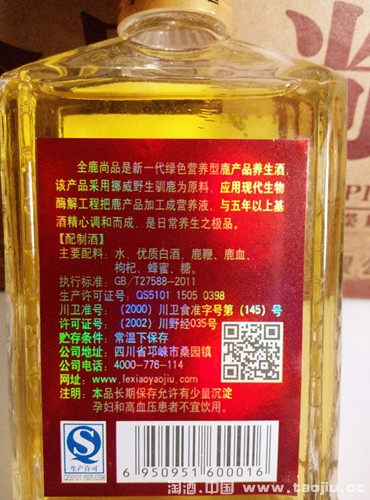 全鹿尚品是新一代绿色营养型鹿产品养生酒,
该产品采用挪威野生驯鹿为原料,应用现代生物
酶解工程把鹿产品加工成营养液,与五年以上基
酒精心调和而成,是日常养生之极品。
【配制酒】
主要配料:水、优质白酒、鹿鞭、鹿血、
枸杞、蜂蜜、糖。
执行标准:GB/T27588-2011
生产许可证号:QS5101 1505 0398
川卫准号:(2000)川卫食准字号第(145)号
许可证号:(2002)川野经035号
贮存条件:常温下保存
公司地址:四川省邛崃市桑园镇
公司电话:4000-776-114
网址:www.lexiaoyaojiu.com
注明:本品长期保存允许有少量沉淀
孕妇和高血压患者不宜饮用。
QS
生产许可
QS5101 1505 0398
6 950951 600016
淘酒.中国 www.taojiu.cc